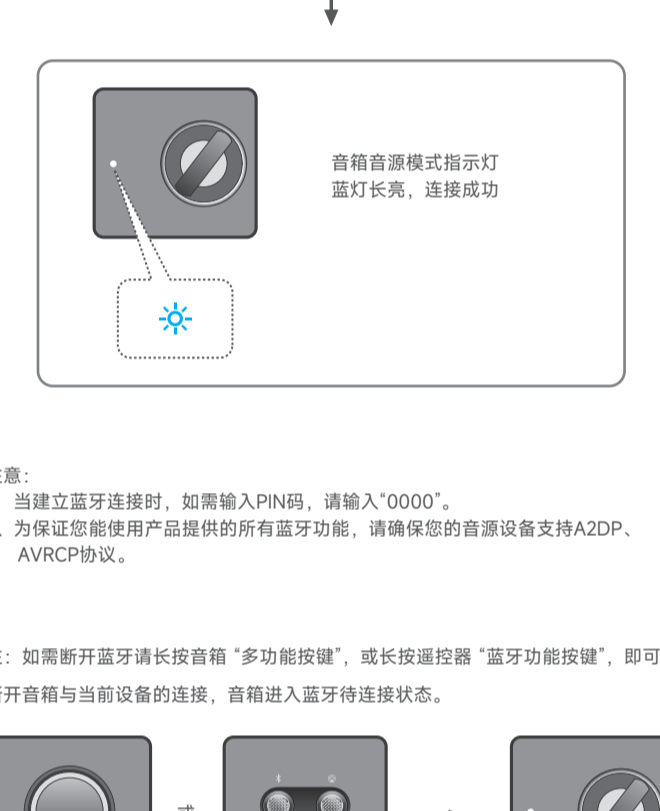 音箱音源模式指示灯
蓝灯长亮，连接成功
意：
当建立蓝牙连接时，如需输入PIN码，请输入“0000”。
、为保证您能使用产品提供的所有蓝牙功能，请确保您的音源设备支持A2DP、
AVRCP协议。
：如需断开蓝牙请长按音箱 “多功能按键”，或长按遥控器 “蓝牙功能按键”，即可
开音箱与当前设备的连接，音箱进入蓝牙待连接状态。
或